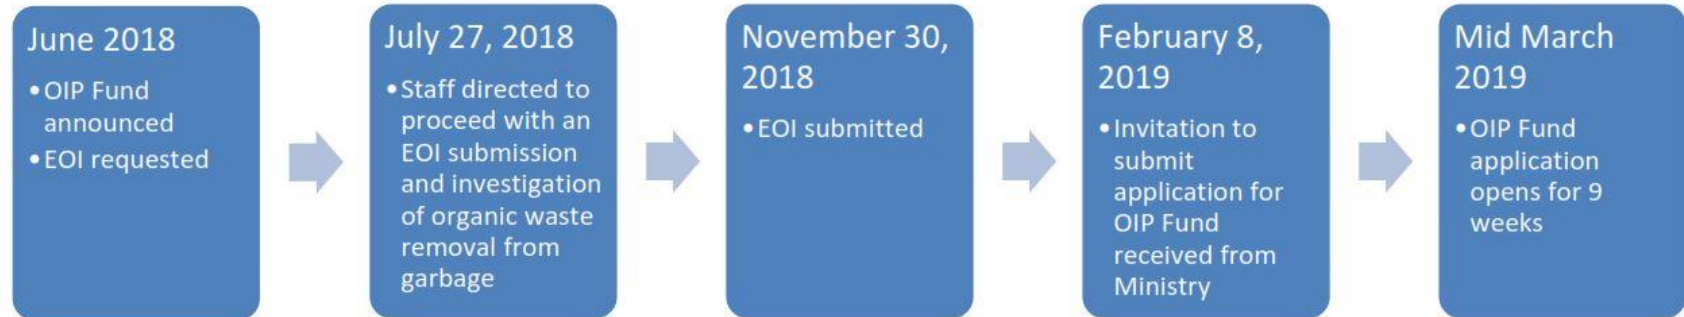 June 2018
•OIP Fund
announced
•EOI requested
July 27, 2018
•Staff directed to
proceed with an
EOI submission
and investigation
of organic waste
removal from
garbage
November 30,
2018
•EOI submitted
February 8,
2019
•Invitation to
submit
application for
OIP Fund
received from
Ministry
Mid March
2019
•OIP Fund
application
opens for 9
weeks